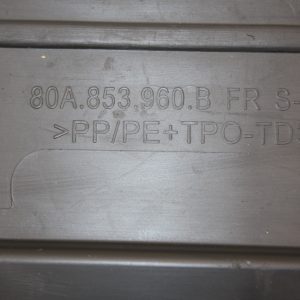 80A.853.960.B FR S-
>PP/PE+TPO-TD